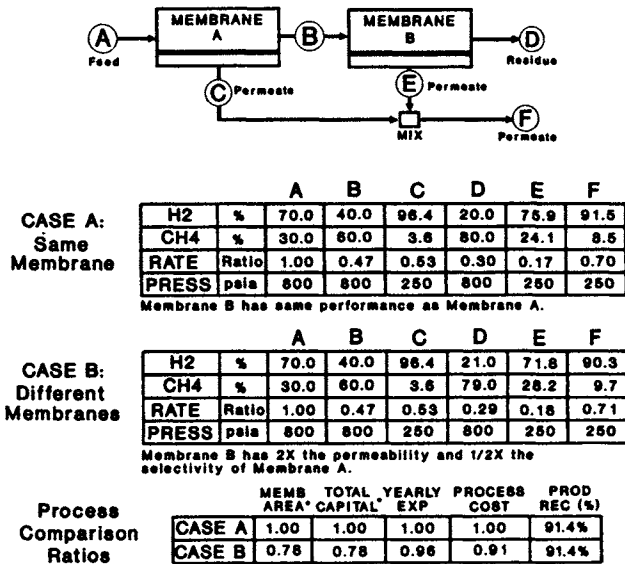 MEMBRANE A
MEMBRANE B
A
B
D
Feed
Residue
C Permeate
E Permeate
F
MIX
Permeate
CASE A:
Same
Membrane
A B C D E F
H2 % 70.0 40.0 96.4 20.0 75.9 91.5
CH4 % 30.0 60.0 3.6 80.0 24.1 8.5
RATE Ratio 1.00 0.47 0.53 0.30 0.17 0.70
PRESS psia 800 800 250 800 250 250
Membrane B has same performance as Membrane A.
CASE B:
Different
Membranes
A B C D E F
H2 % 70.0 40.0 96.4 21.0 71.8 90.3
CH4 % 30.0 60.0 3.6 79.0 28.2 9.7
RATE Ratio 1.00 0.47 0.53 0.29 0.18 0.71
PRESS psia 800 800 250 800 250 250
Membrane B has 2X the permeability and 1/2X the
selectivity of Membrane A.
Process
Comparison
Ratios
MEMB TOTAL YEARLY PROCESS PROD
AREA* CAPITAL* EXP COST REC (%)
CASE A 1.00 1.00 1.00 1.00 91.4%
CASE B 0.78 0.78 0.96 0.91 91.4%